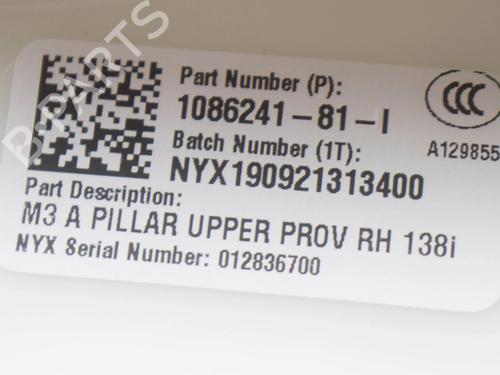 B-PARTS
Part Number (P):
1086241-81-I
CCC
Batch Number (1T):
A129855
NYX190921313400
Part Description:
M3 A PILLAR UPPER PROV RH 138i
NYX Serial Number: 012836700